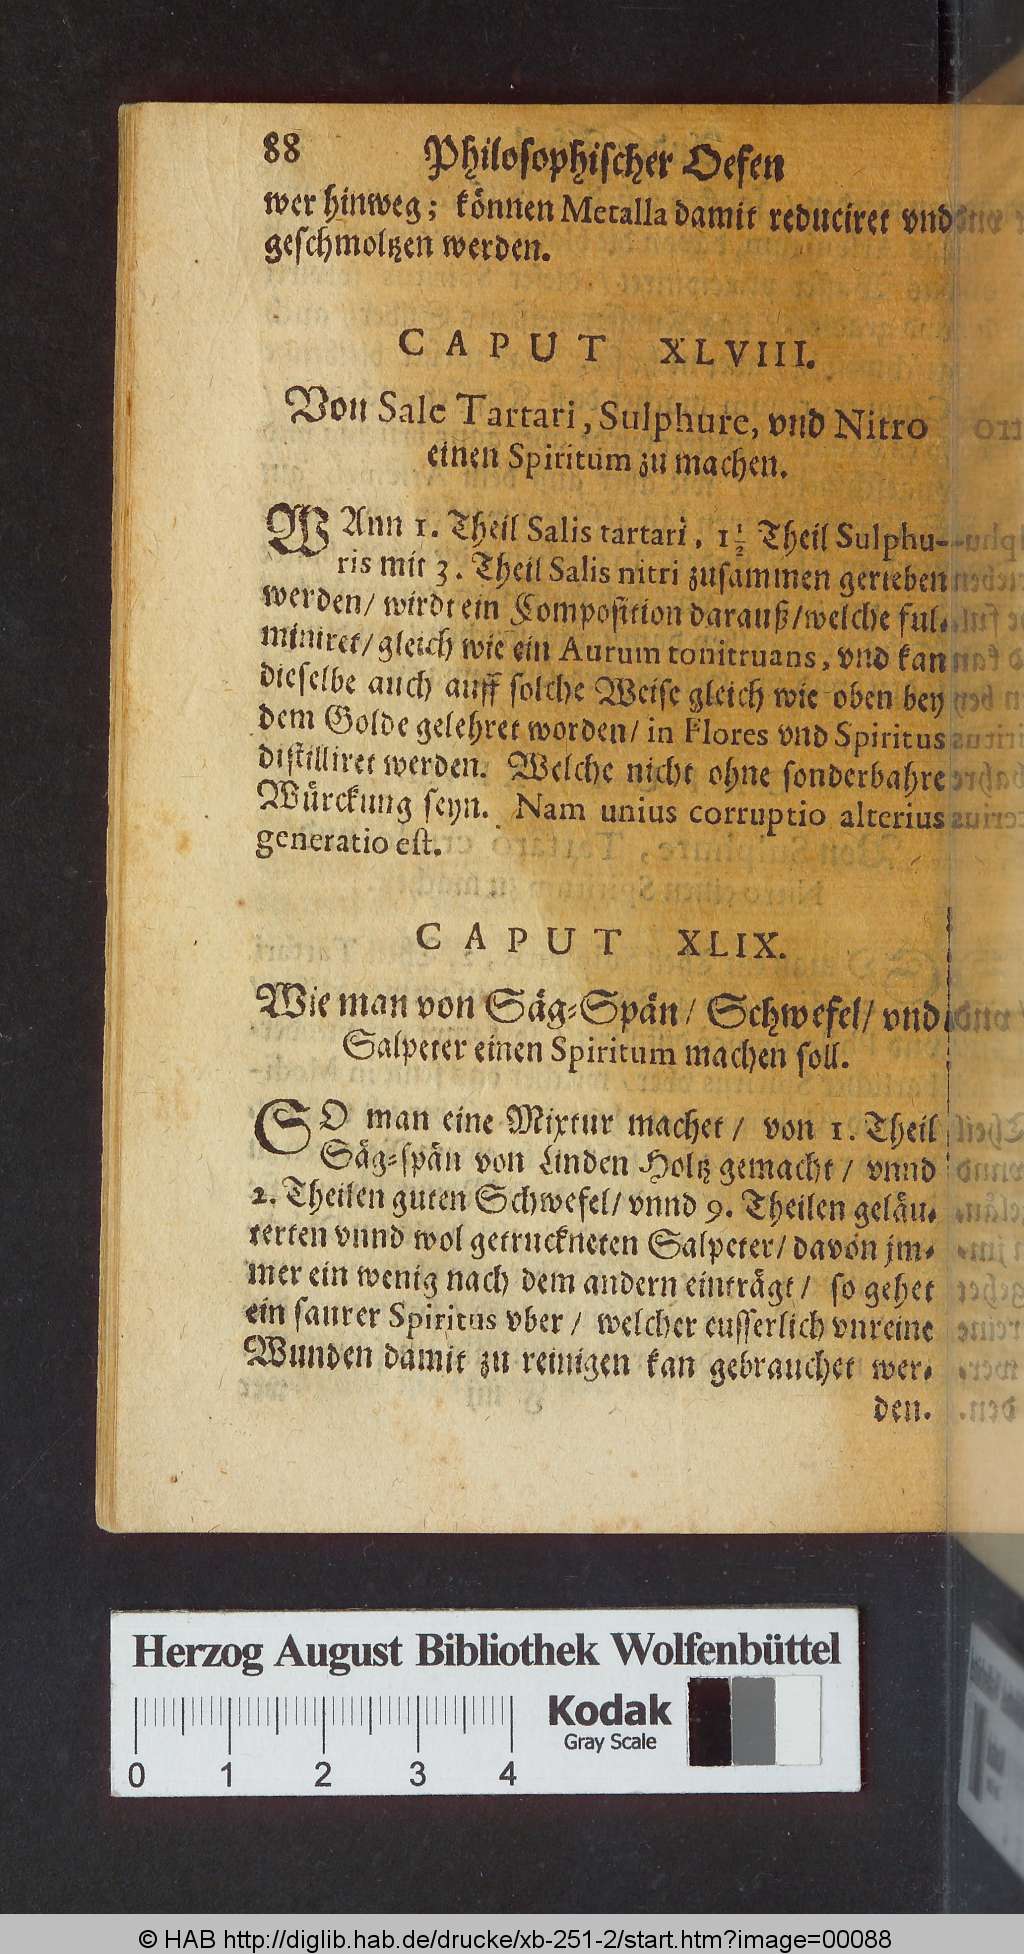 88 Philosophischer Oefen
wer hinweg; können Metalla damit reduciret vnd
geschmoltzen werden.
CAPUT XLVIII.
Von Sale Tartari, Sulphure, vnd Nitro
einen Spiritum zu machen.
WAnn 1. Theil Salis tartari, 1½ Theil Sulphu-
ris mit 3. Theil Salis nitri zusammen gerieben
werden/ wirdt ein Composition darauß/welche ful-
miniret/ gleich wie ein Aurum tonitruans, vnd kan
dieselbe auch auff solche Weise gleich wie oben bey
dem Golde gelehret worden/ in Flores vnd Spiritus
distilliret werden. Welche nicht ohne sonderbahre
Würckung seyn. Nam unius corruptio alterius
generatio est.
CAPUT XLIX.
Wie man von Säg-Spän/ Schwefel/ vnd
Salpeter einen Spiritum machen soll.
SO man eine Mixtur machet/ von 1. Theil
Säg-spän von Linden Holtz gemacht/ vnnd
2. Theilen guten Schwefel/ vnnd 9. Theilen geläu-
terten vnnd wol getruckneten Salpeter/ davon jm-
mer ein wenig nach dem andern einträgt/ so gehet
ein saurer Spiritus vber/ welcher eusserlich vnreine
Wunden damit zu reinigen kan gebrauchet wer-
den.
Herzog August Bibliothek Wolfenbüttel
Kodak
Gray Scale
0 1 2 3 4
© HAB http://diglib.hab.de/drucke/xb-251-2/start.htm?image=00088